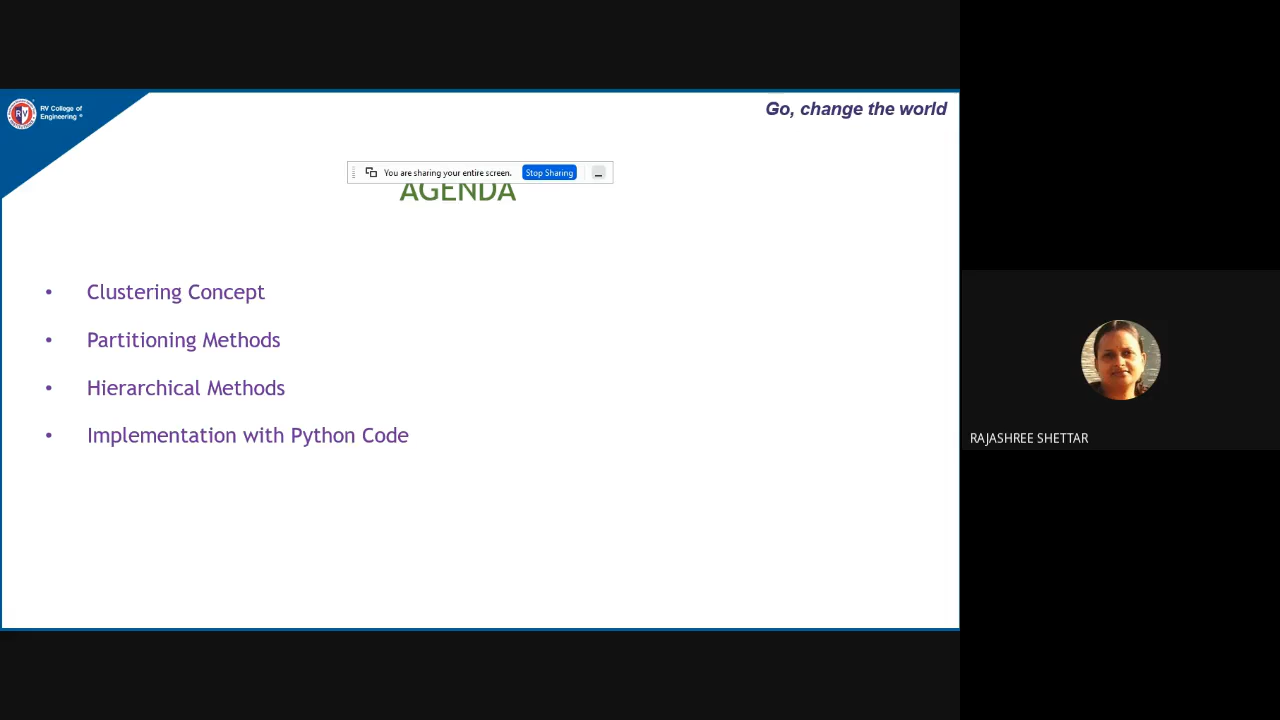 RV College of
Engineering ®
Go, change the world
You are sharing your entire screen.
Stop Sharing
AGENDA
• Clustering Concept
• Partitioning Methods
• Hierarchical Methods
• Implementation with Python Code
RAJASHREE SHETTAR